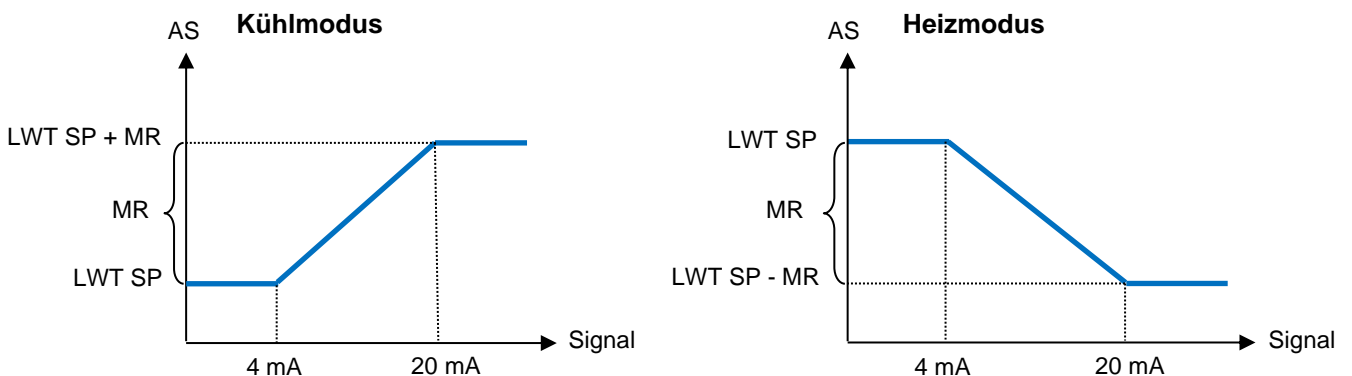 Kühlmodus
AS
LWT SP + MR
MR
LWT SP
4 mA
20 mA
Signal
Heizmodus
AS
LWT SP
MR
LWT SP - MR
4 mA
20 mA
Signal